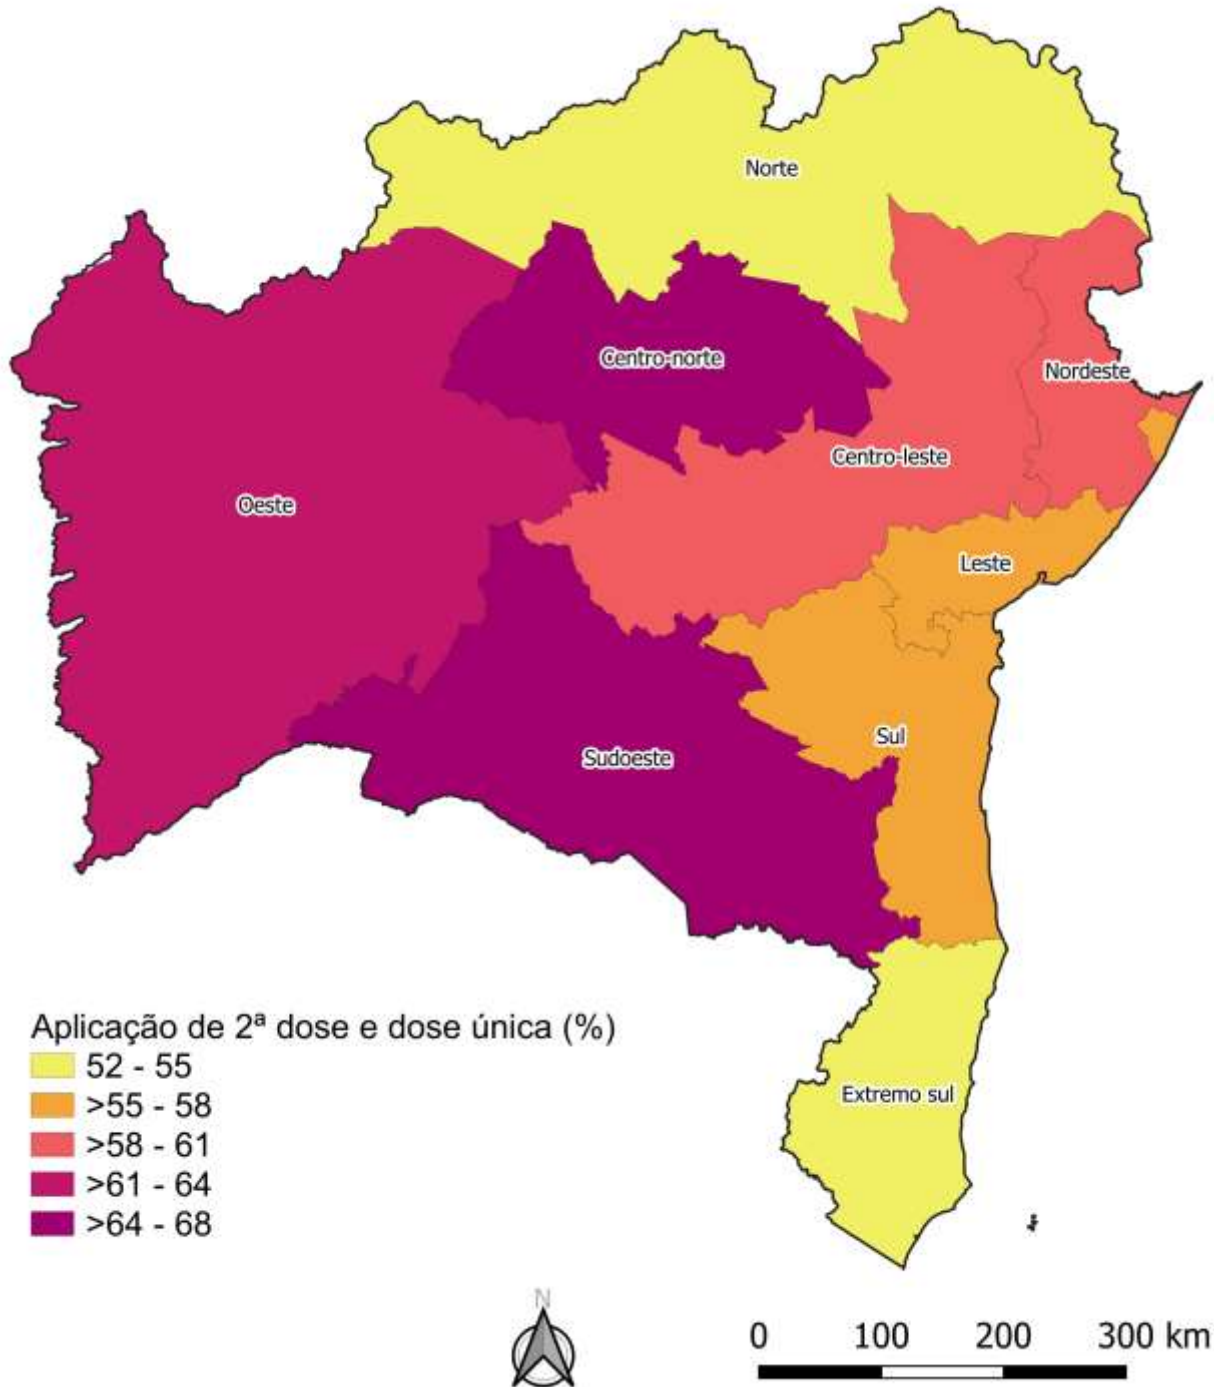 Norte
Centro-norte
Nordeste
Centro-leste
Oeste
Leste
Sul
Sudoeste
Aplicação de 2ª dose e dose única (%)
52 - 55
>55 - 58
>58 - 61
>61 - 64
>64 - 68
Extremo sul
N
0 100 200 300 km